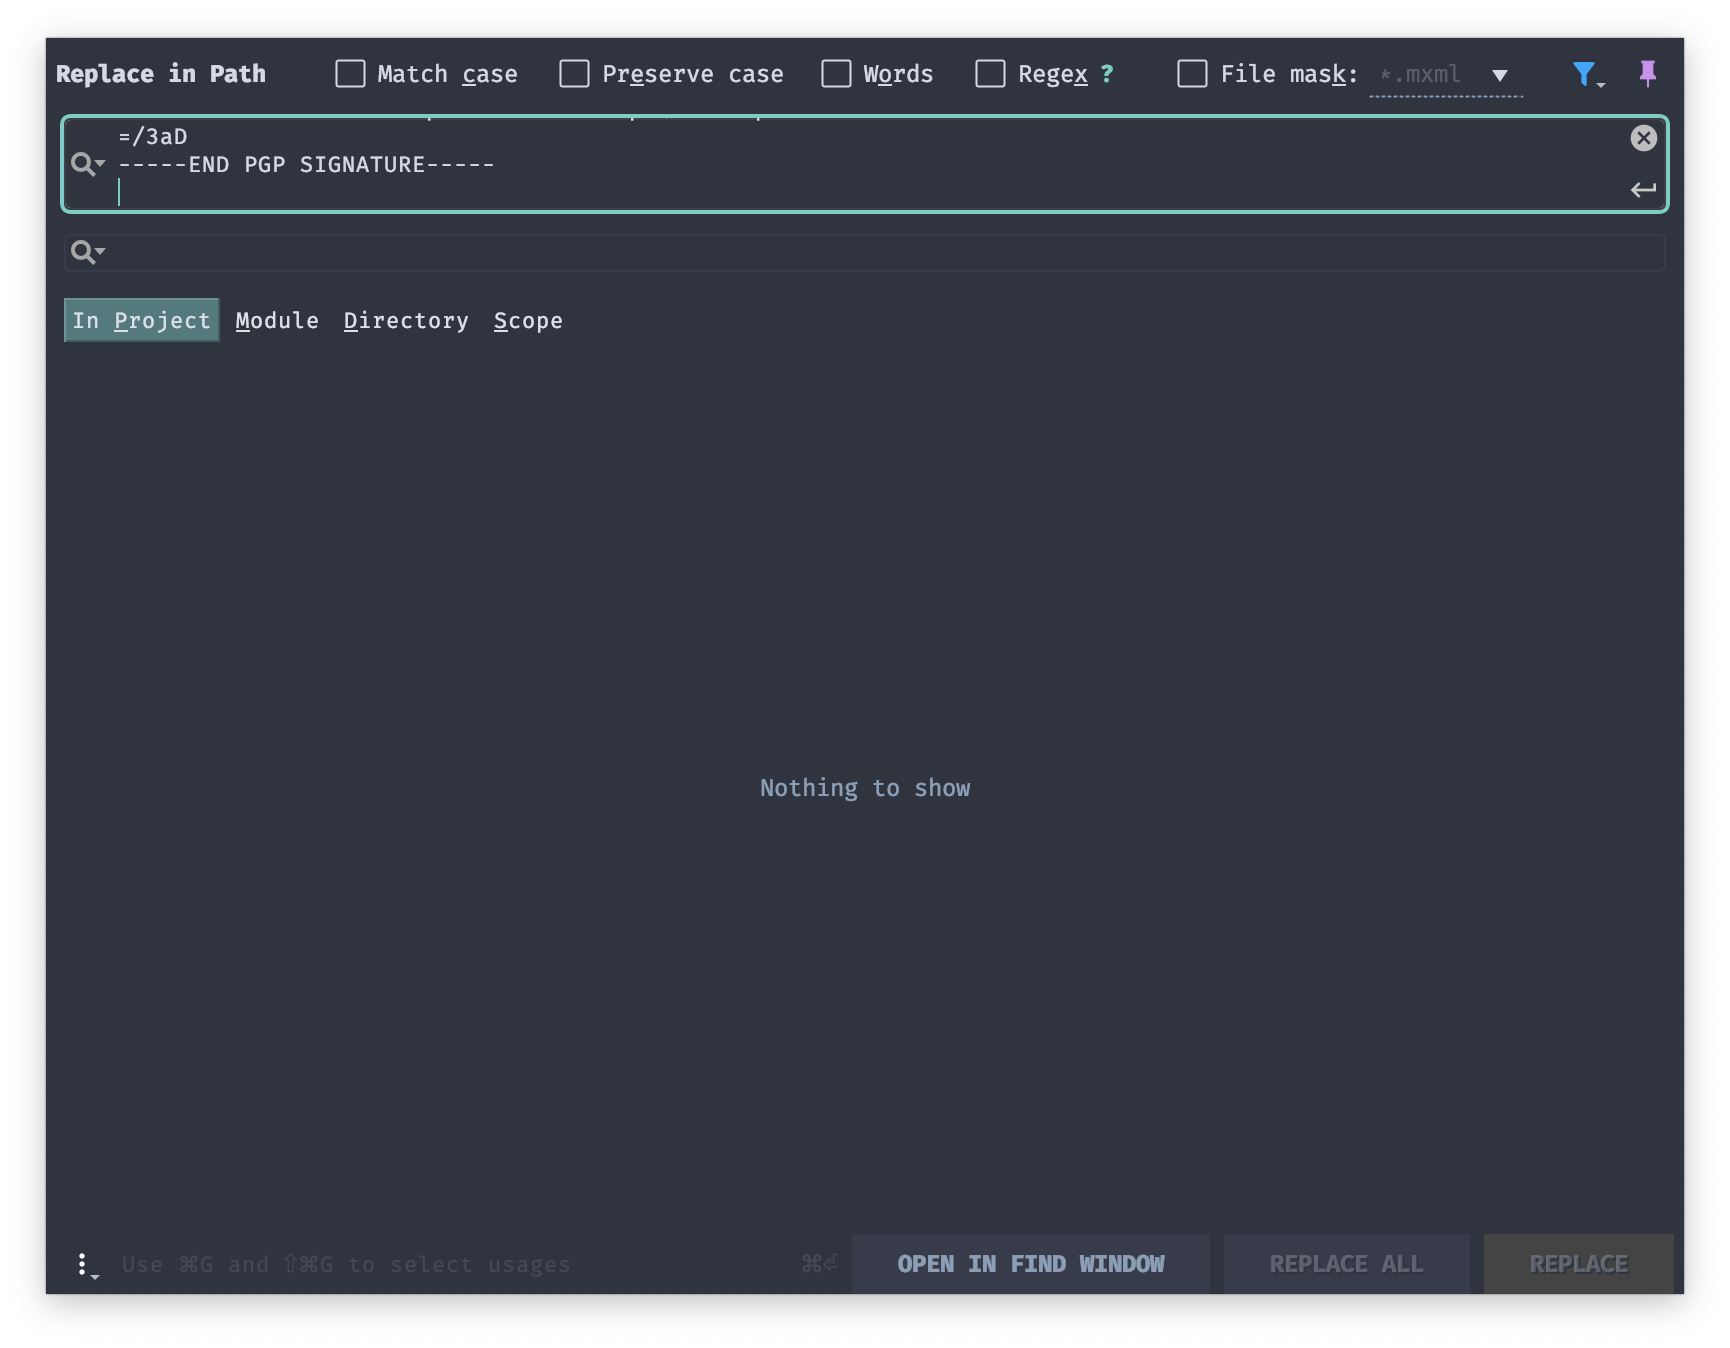 Replace in Path Match case Preserve case Words Regex ? File mask: *.mxml
=/3aD
-----END PGP SIGNATURE-----
In Project Module Directory Scope
Nothing to show
Use ⌘G and ⇧⌘G to select usages ⌘⏎ OPEN IN FIND WINDOW REPLACE ALL REPLACE